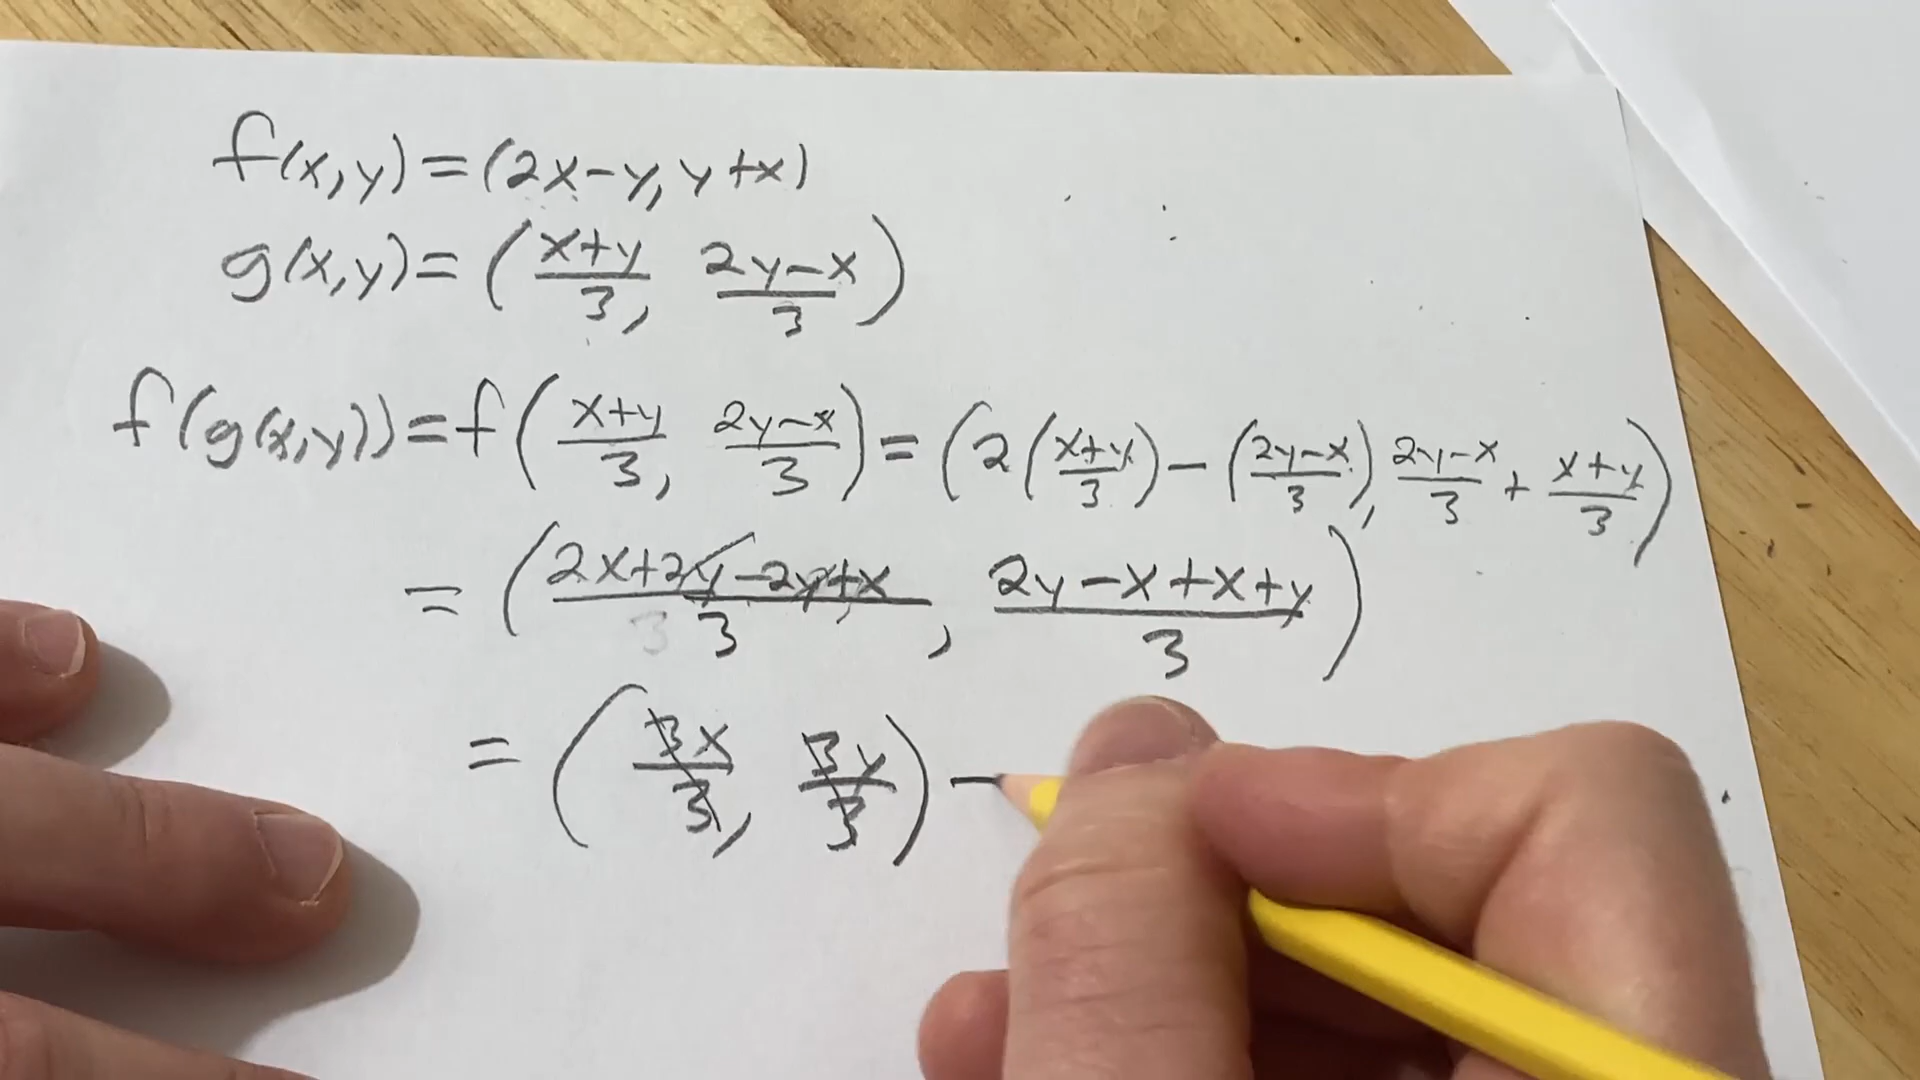 f(x,y) = (2x-y, y+x)
g(x,y) = (x+y/3, 2y-x/3)
f(g(x,y)) = f(x+y/3, 2y-x/3) = (2(x+y/3) - (2y-x/3), 2y-x/3 + x+y/3)
= (2x+2y-2y+x/3, 2y-x+x+y/3)
= (3x/3, 3y/3) -